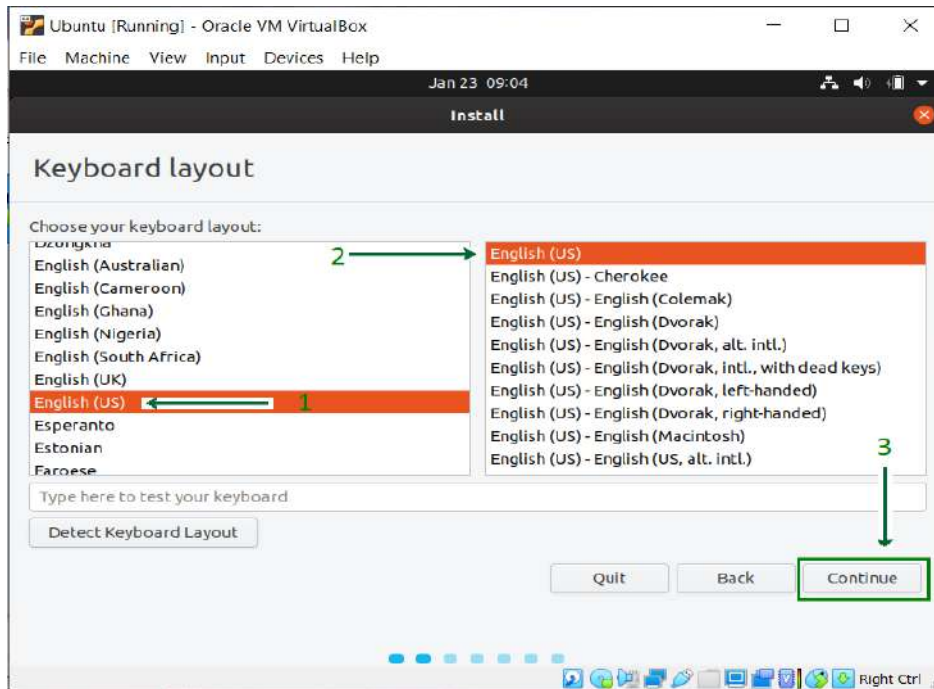 Ubuntu [Running] - Oracle VM VirtualBox
File Machine View Input Devices Help
Jan 23 09:04
Install
Keyboard layout
Choose your keyboard layout:
Dzongkha
English (Australian)
English (Cameroon)
English (Ghana)
English (Nigeria)
English (South Africa)
English (UK)
English (US)
1
Esperanto
Estonian
Faroese
2
English (US)
English (US) - Cherokee
English (US) - English (Colemak)
English (US) - English (Dvorak)
English (US) - English (Dvorak, alt. intl.)
English (US) - English (Dvorak, intl., with dead keys)
English (US) - English (Dvorak, left-handed)
English (US) - English (Dvorak, right-handed)
English (US) - English (Macintosh)
English (US) - English (US, alt. intl.)
3
Type here to test your keyboard
Detect Keyboard Layout
Quit Back Continue
Right Ctrl